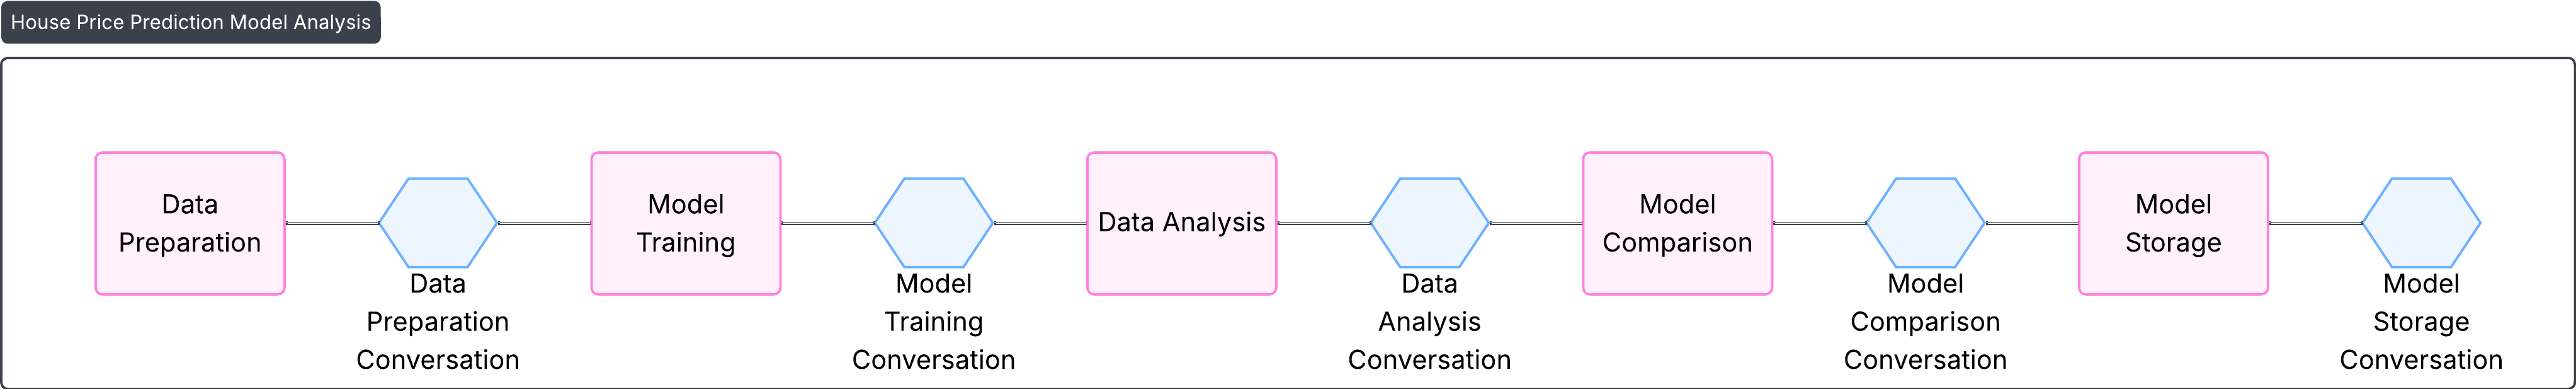 House Price Prediction Model Analysis
Data
Preparation
Data
Preparation
Conversation
Model
Training
Model
Training
Conversation
Data Analysis
Data
Analysis
Conversation
Model
Comparison
Model
Comparison
Conversation
Model
Storage
Model
Storage
Conversation